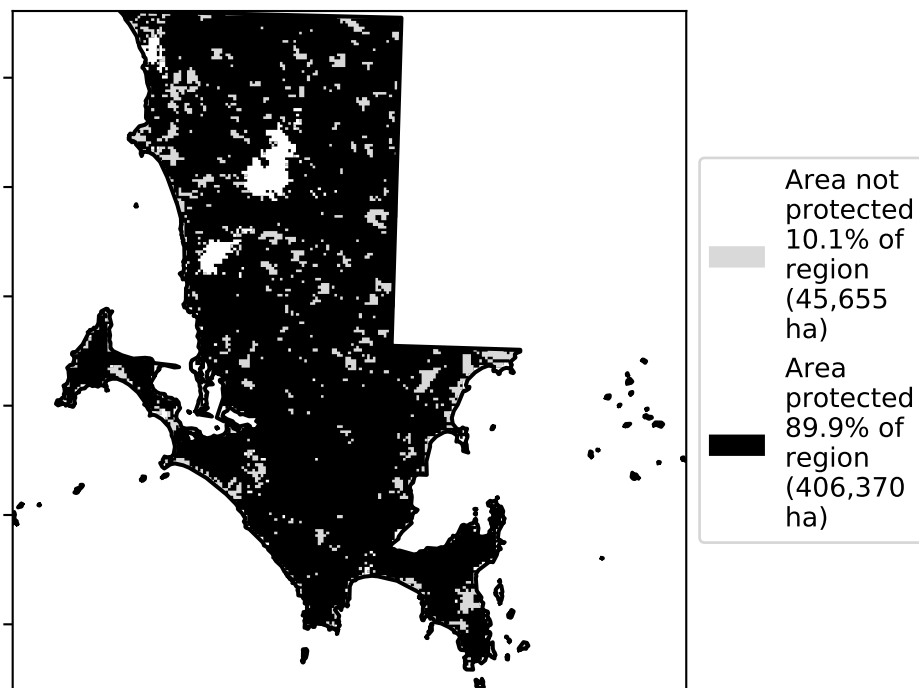 Area not
protected
10.1% of
region
(45,655
ha)
Area
protected
89.9% of
region
(406,370
ha)